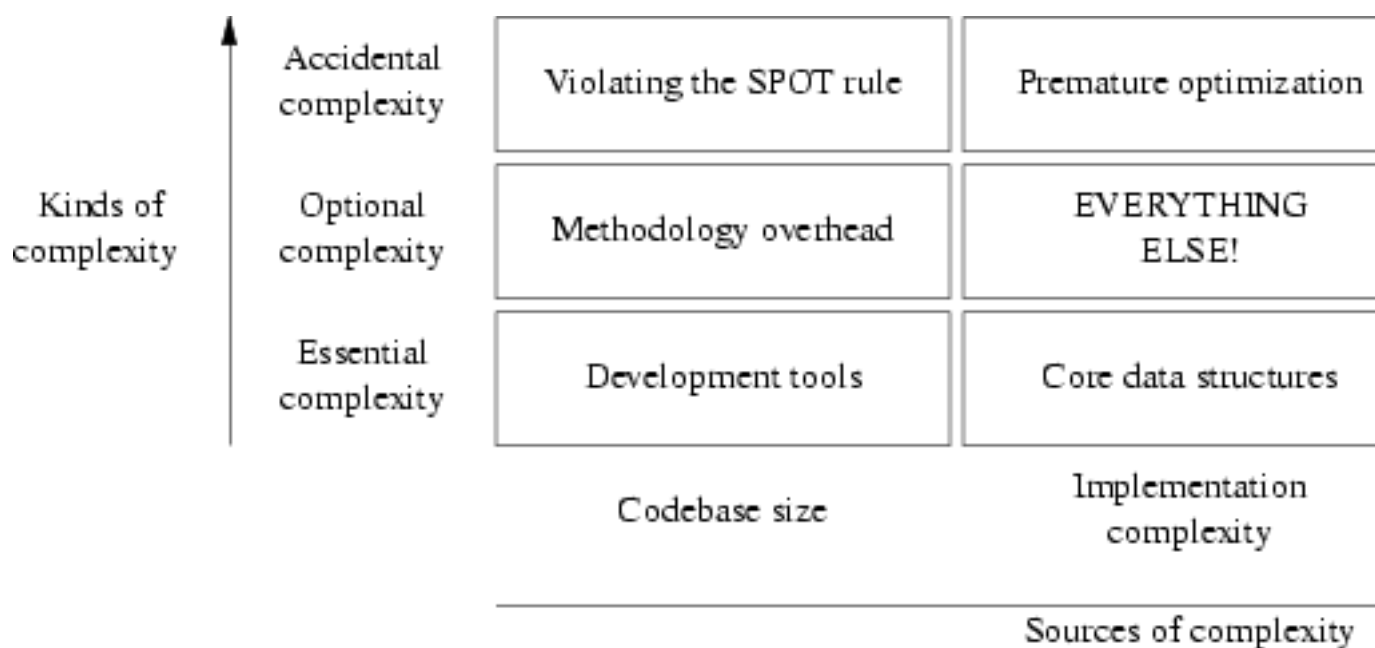 Accidental
complexity
Violating the SPOT rule
Premature optimization
Kinds of
complexity
Optional
complexity
Methodology overhead
EVERYTHING
ELSE!
Essential
complexity
Development tools
Core data structures
Codebase size
Implementation
complexity
Sources of complexity